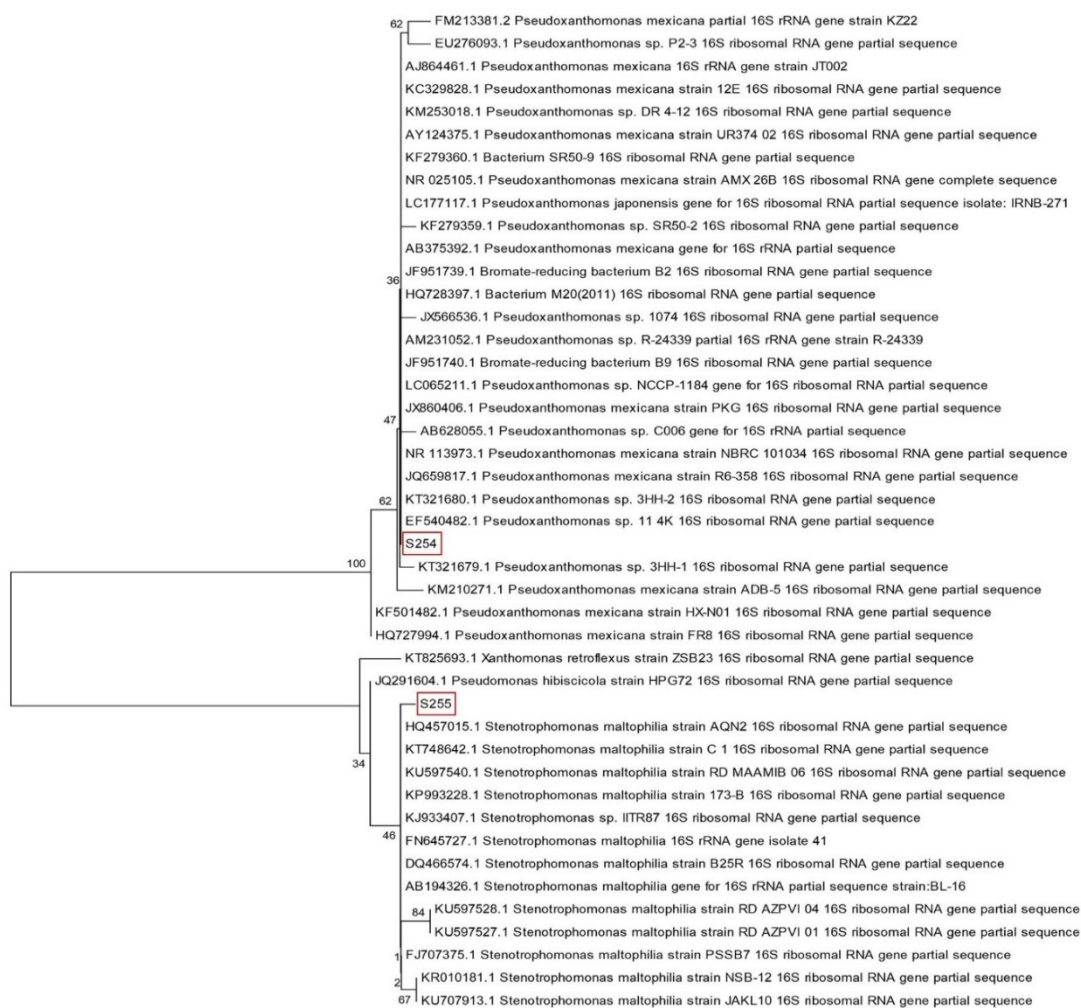 62
FM213381.2 Pseudoxanthomonas mexicana partial 16S rRNA gene strain KZ22
EU276093.1 Pseudoxanthomonas sp. P2-3 16S ribosomal RNA gene partial sequence
AJ864461.1 Pseudoxanthomonas mexicana 16S rRNA gene strain JT002
KC329828.1 Pseudoxanthomonas mexicana strain 12E 16S ribosomal RNA gene partial sequence
KM253018.1 Pseudoxanthomonas sp. DR 4-12 16S ribosomal RNA gene partial sequence
AY124375.1 Pseudoxanthomonas mexicana strain UR374 02 16S ribosomal RNA gene partial sequence
KF279360.1 Bacterium SR50-9 16S ribosomal RNA gene partial sequence
NR 025105.1 Pseudoxanthomonas mexicana strain AMX 26B 16S ribosomal RNA gene complete sequence
LC177117.1 Pseudoxanthomonas japonensis gene for 16S ribosomal RNA partial sequence isolate: IRNB-271
KF279359.1 Pseudoxanthomonas sp. SR50-2 16S ribosomal RNA gene partial sequence
AB375392.1 Pseudoxanthomonas mexicana gene for 16S rRNA partial sequence
JF951739.1 Bromate-reducing bacterium B2 16S ribosomal RNA gene partial sequence
36
HQ728397.1 Bacterium M20(2011) 16S ribosomal RNA gene partial sequence
JX566536.1 Pseudoxanthomonas sp. 1074 16S ribosomal RNA gene partial sequence
AM231052.1 Pseudoxanthomonas sp. R-24339 partial 16S rRNA gene strain R-24339
JF951740.1 Bromate-reducing bacterium B9 16S ribosomal RNA gene partial sequence
LC065211.1 Pseudoxanthomonas sp. NCCP-1184 gene for 16S ribosomal RNA partial sequence
JX860406.1 Pseudoxanthomonas mexicana strain PKG 16S ribosomal RNA gene partial sequence
47
AB628055.1 Pseudoxanthomonas sp. C006 gene for 16S rRNA partial sequence
NR 113973.1 Pseudoxanthomonas mexicana strain NBRC 101034 16S ribosomal RNA gene partial sequence
JQ659817.1 Pseudoxanthomonas mexicana strain R6-358 16S ribosomal RNA gene partial sequence
62
KT321680.1 Pseudoxanthomonas sp. 3HH-2 16S ribosomal RNA gene partial sequence
EF540482.1 Pseudoxanthomonas sp. 11 4K 16S ribosomal RNA gene partial sequence
S254
100
KT321679.1 Pseudoxanthomonas sp. 3HH-1 16S ribosomal RNA gene partial sequence
KM210271.1 Pseudoxanthomonas mexicana strain ADB-5 16S ribosomal RNA gene partial sequence
KF501482.1 Pseudoxanthomonas mexicana strain HX-N01 16S ribosomal RNA gene partial sequence
HQ727994.1 Pseudoxanthomonas mexicana strain FR8 16S ribosomal RNA gene partial sequence
KT825693.1 Xanthomonas retroflexus strain ZSB23 16S ribosomal RNA gene partial sequence
JQ291604.1 Pseudomonas hibiscicola strain HPG72 16S ribosomal RNA gene partial sequence
S255
HQ457015.1 Stenotrophomonas maltophilia strain AQN2 16S ribosomal RNA gene partial sequence
KT748642.1 Stenotrophomonas maltophilia strain C 1 16S ribosomal RNA gene partial sequence
34
KU597540.1 Stenotrophomonas maltophilia strain RD MAAMIB 06 16S ribosomal RNA gene partial sequence
KP993228.1 Stenotrophomonas maltophilia strain 173-B 16S ribosomal RNA gene partial sequence
KJ933407.1 Stenotrophomonas sp. IITR87 16S ribosomal RNA gene partial sequence
46
FN645727.1 Stenotrophomonas maltophilia 16S rRNA gene isolate 41
DQ466574.1 Stenotrophomonas maltophilia strain B25R 16S ribosomal RNA gene partial sequence
AB194326.1 Stenotrophomonas maltophilia gene for 16S rRNA partial sequence strain:BL-16
84
KU597528.1 Stenotrophomonas maltophilia strain RD AZPVI 04 16S ribosomal RNA gene partial sequence
KU597527.1 Stenotrophomonas maltophilia strain RD AZPVI 01 16S ribosomal RNA gene partial sequence
1
FJ707375.1 Stenotrophomonas maltophilia strain PSSB7 16S ribosomal RNA gene partial sequence
2
KR010181.1 Stenotrophomonas maltophilia strain NSB-12 16S ribosomal RNA gene partial sequence
67
KU707913.1 Stenotrophomonas maltophilia strain JAKL10 16S ribosomal RNA gene partial sequence